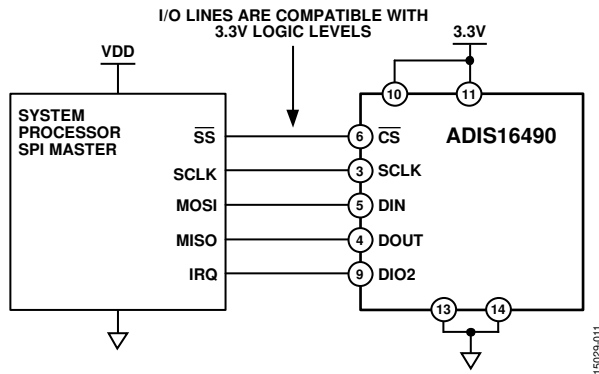 I/O LINES ARE COMPATIBLE WITH
3.3V LOGIC LEVELS
VDD
3.3V
10
11
SYSTEM
PROCESSOR
SPI MASTER
ADIS16490
SS
6
CS
SCLK
3
SCLK
MOSI
5
DIN
MISO
4
DOUT
IRQ
9
DIO2
13
14
15029-011